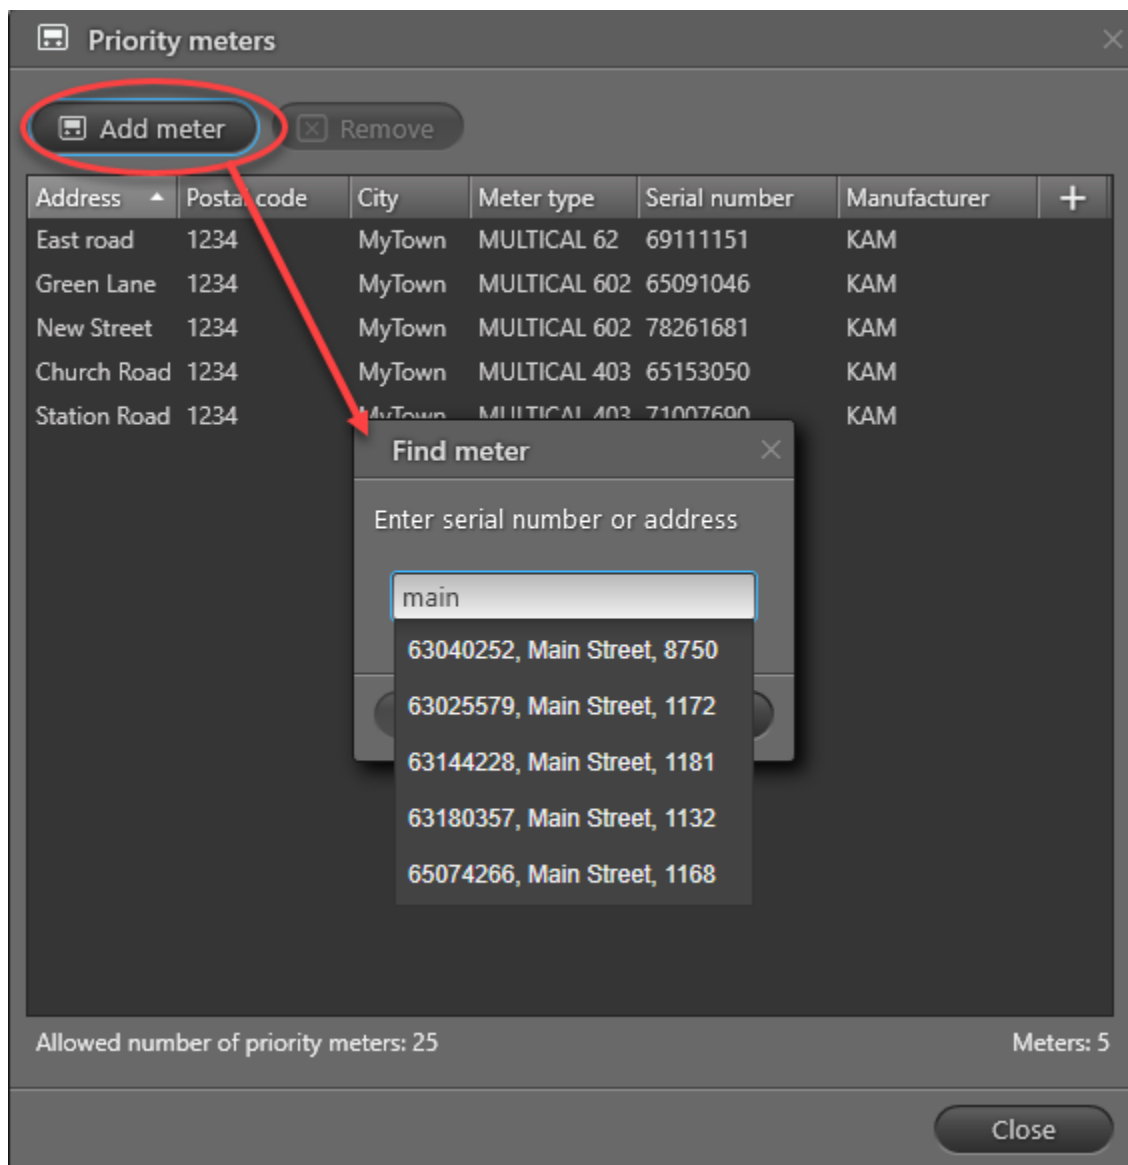 Priority meters
Add meter Remove
Address Postal code City Meter type Serial number Manufacturer +
East road 1234 MyTown MULTICAL 62 69111151 KAM
Green Lane 1234 MyTown MULTICAL 602 65091046 KAM
New Street 1234 MyTown MULTICAL 602 78261681 KAM
Church Road 1234 MyTown MULTICAL 403 65153050 KAM
Station Road 1234 MyTown MULTICAL 403 71007690 KAM
Find meter
Enter serial number or address
main
63040252, Main Street, 8750
63025579, Main Street, 1172
63144228, Main Street, 1181
63180357, Main Street, 1132
65074266, Main Street, 1168
Allowed number of priority meters: 25 Meters: 5
Close